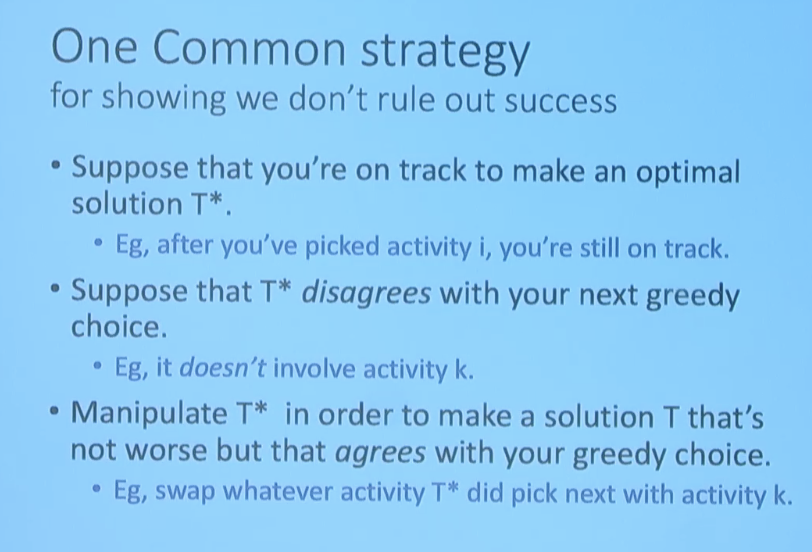 One Common strategy
for showing we don't rule out success
• Suppose that you're on track to make an optimal
solution T*.
• Eg, after you've picked activity i, you're still on track.
• Suppose that T* disagrees with your next greedy
choice.
• Eg, it doesn't involve activity k.
• Manipulate T* in order to make a solution T that's
not worse but that agrees with your greedy choice.
• Eg, swap whatever activity T* did pick next with activity k.